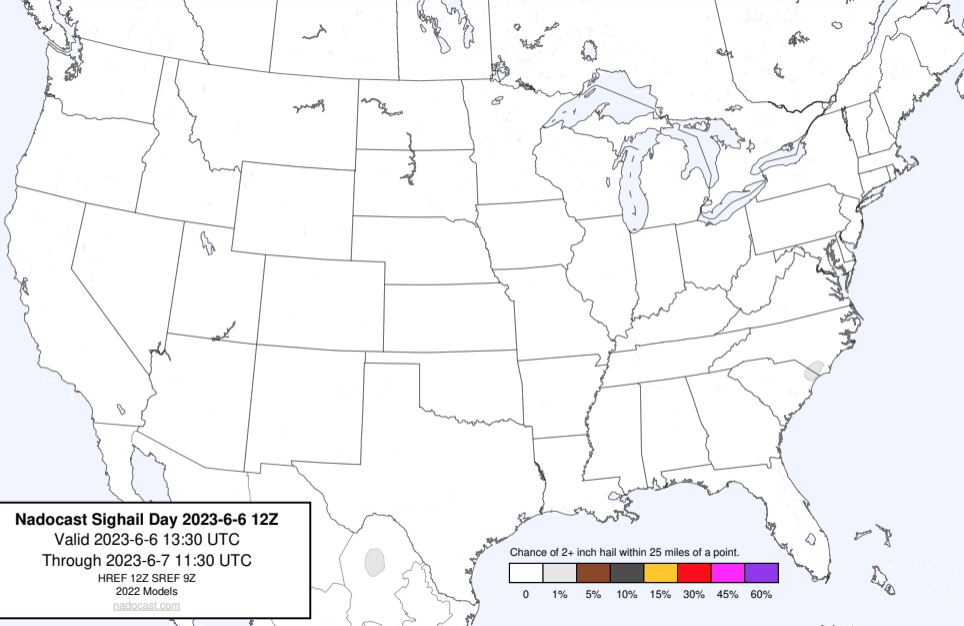 Nadocast Sighail Day 2023-6-6 12Z
Valid 2023-6-6 13:30 UTC
Through 2023-6-7 11:30 UTC
HREF 12Z SREF 9Z
2022 Models
nadocast.com
Chance of 2+ inch hail within 25 miles of a point.
0 1% 5% 10% 15% 30% 45% 60%